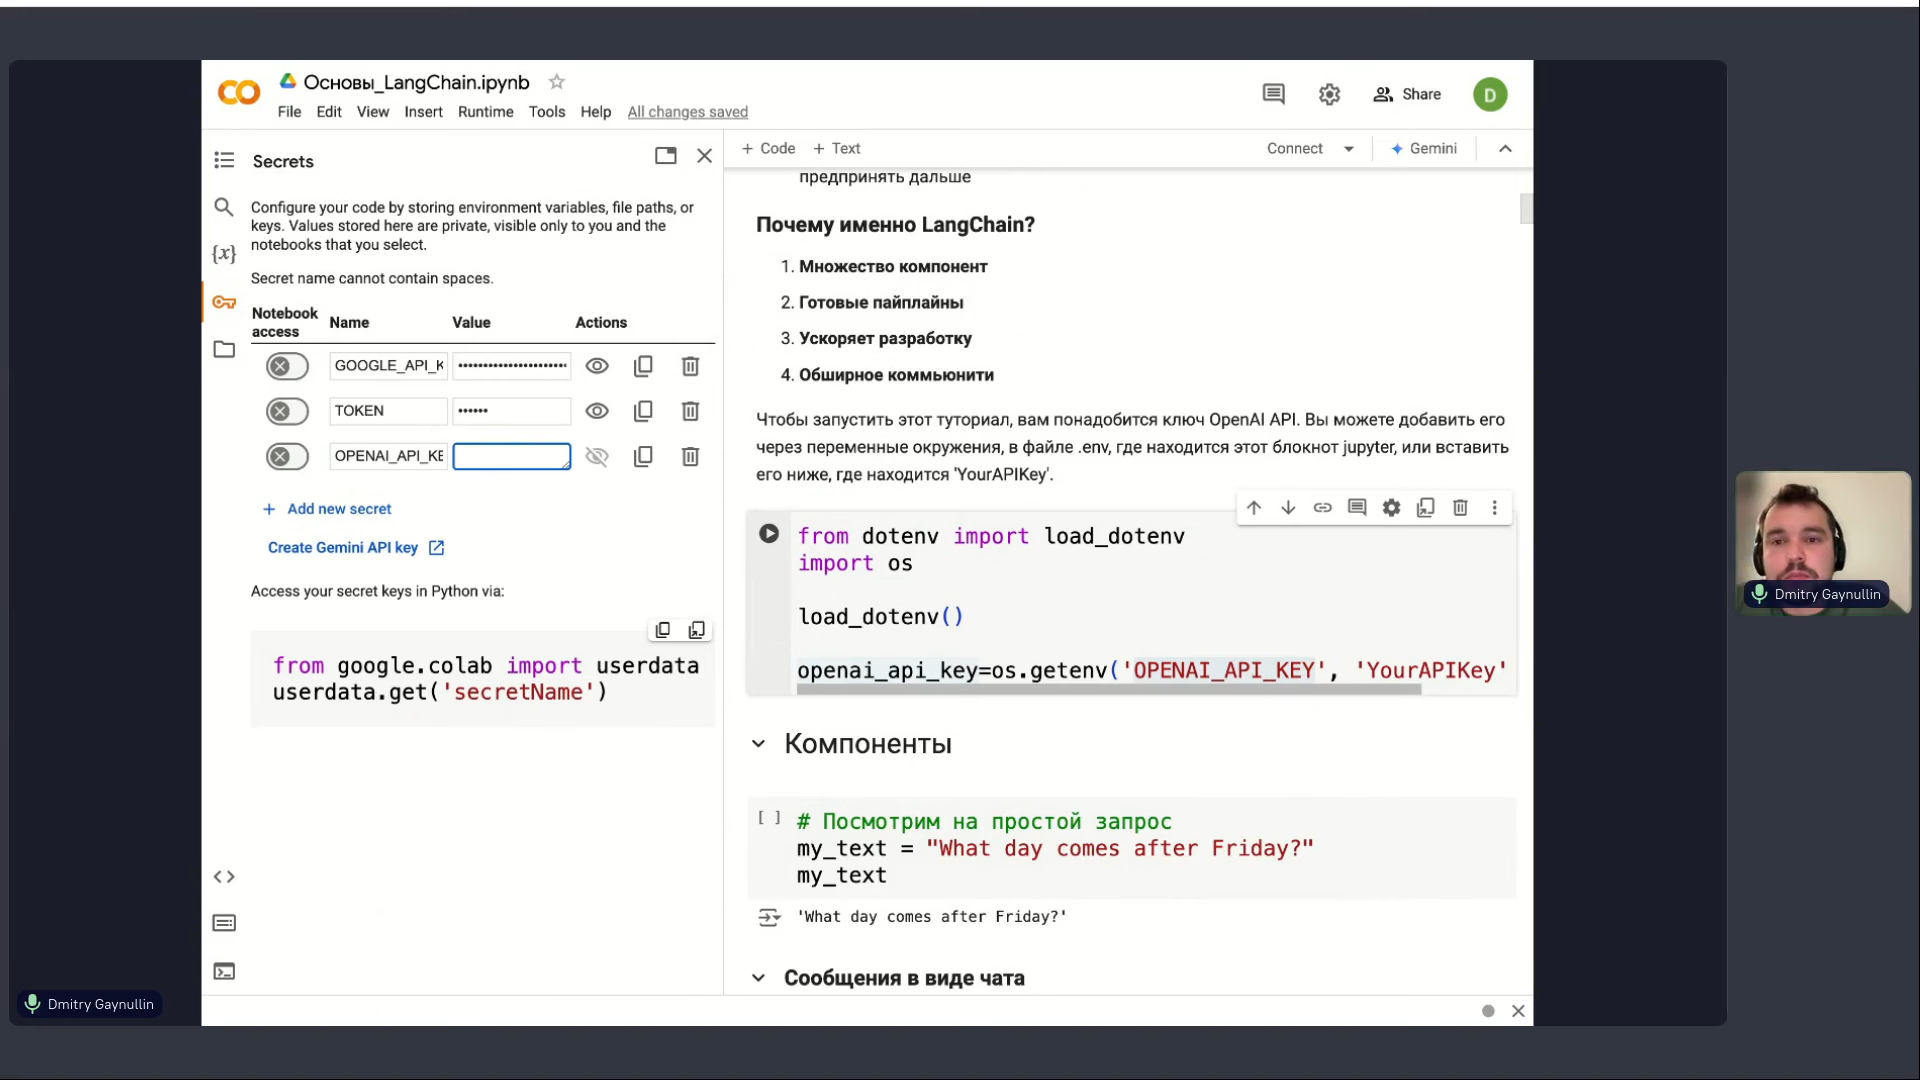 Основы_LangChain.ipynb
File Edit View Insert Runtime Tools Help All changes saved
Share
D
Secrets
Configure your code by storing environment variables, file paths, or
keys. Values stored here are private, visible only to you and the
notebooks that you select.
Secret name cannot contain spaces.
Notebook
access
Name Value Actions
GOOGLE_API_K ••••••••••••••••••••••
TOKEN ••••••
OPENAI_API_KE
+ Add new secret
Create Gemini API key
Access your secret keys in Python via:
from google.colab import userdata
userdata.get('secretName')
+ Code + Text
Connect Gemini
предпринять дальше
Почему именно LangChain?
1. Множество компонент
2. Готовые пайплайны
3. Ускоряет разработку
4. Обширное коммьюнити
Чтобы запустить этот туториал, вам понадобится ключ OpenAI API. Вы можете добавить его
через переменные окружения, в файле .env, где находится этот блокнот jupyter, или вставить
его ниже, где находится 'YourAPIKey'.
from dotenv import load_dotenv
import os
load_dotenv()
openai_api_key=os.getenv('OPENAI_API_KEY', 'YourAPIKey'
Компоненты
[ ] # Посмотрим на простой запрос
my_text = "What day comes after Friday?"
my_text
'What day comes after Friday?'
Сообщения в виде чата
Dmitry Gaynullin
Dmitry Gaynullin